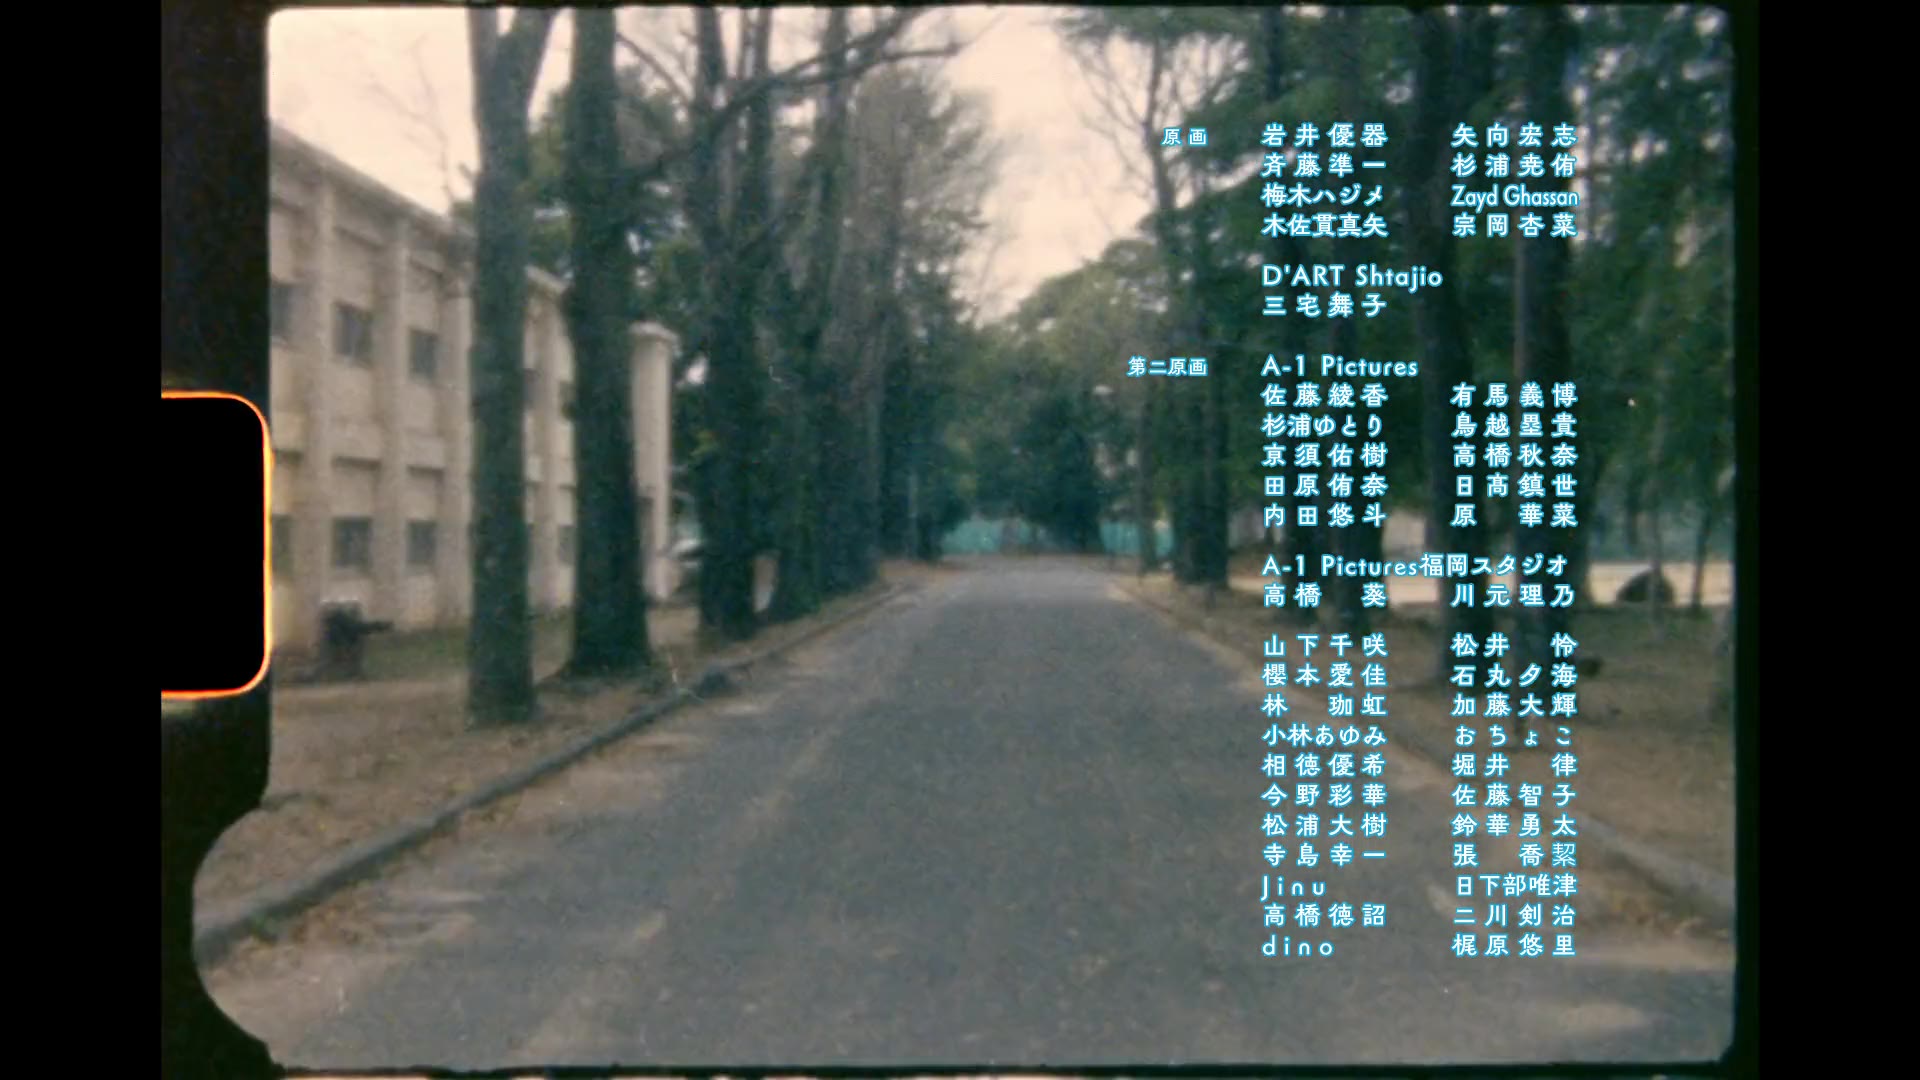 原画 岩井優器 矢向宏志
斉藤準一 杉浦尭侑
梅木ハジメ Zayd Ghassan
木佐貫真矢 宗岡杏菜
D'ART Shtajio
三宅舞子
第二原画 A-1 Pictures
佐藤綾香 有馬義博
杉浦ゆとり 鳥越塁貴
京須佑樹 高橋秋奈
田原侑奈 日髙鎮世
内田悠斗 原 華菜
A-1 Pictures福岡スタジオ
高橋 葵 川元理乃
山下千咲 松井 怜
櫻本愛佳 石丸夕海
林 珈虹 加藤大輝
小林あゆみ おちょこ
相徳優希 堀井 律
今野彩華 佐藤智子
松浦大樹 鈴華勇太
寺島幸一 張 喬絜
Jinu 日下部唯津
高橋徳詔 二川剣治
dino 梶原悠里